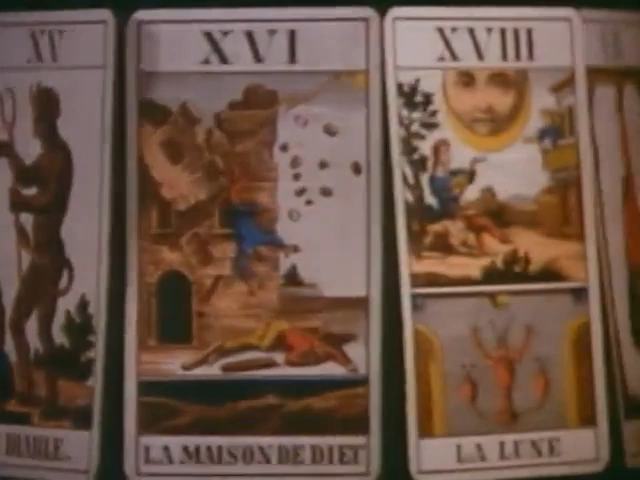 XV
XVI
XVIII
DIABLE.
LA MAISON DE DIEU
LA LUNE